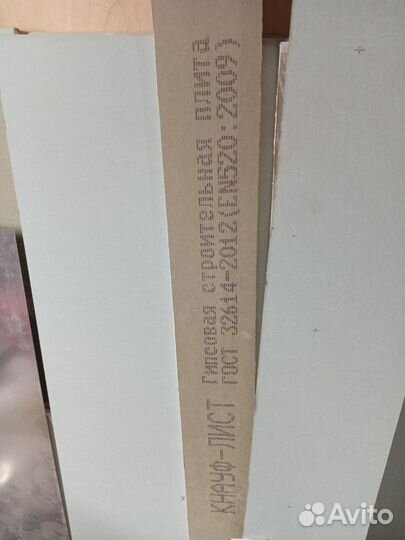 КНАУФ-ЛИСТ Гипсовая строительная плита
ГОСТ 32614-2012(EN520:2009)
Avito